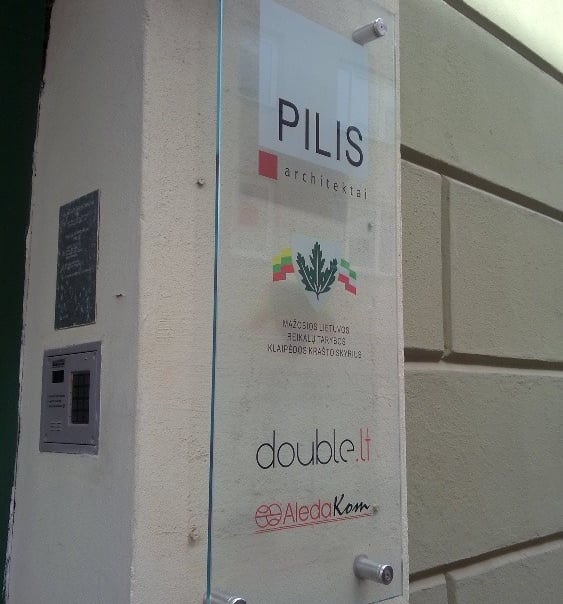 PILIS
architektai
MAŽOSIOS LIETUVOS
REIKALŲ TARYBOS
KLAIPĖDOS KRAŠTO SKYRIUS
double.lt
AledaKom